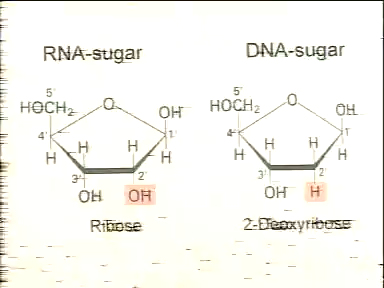 RNA-sugar
DNA-sugar
5'
HOCH2
O
OH
4'
1'
H
H
H
H
3'
2'
OH
OH
Ribose
5'
HOCH2
O
OH
4'
1'
H
H
H
H
3'
2'
OH
H
2-Deoxyribose